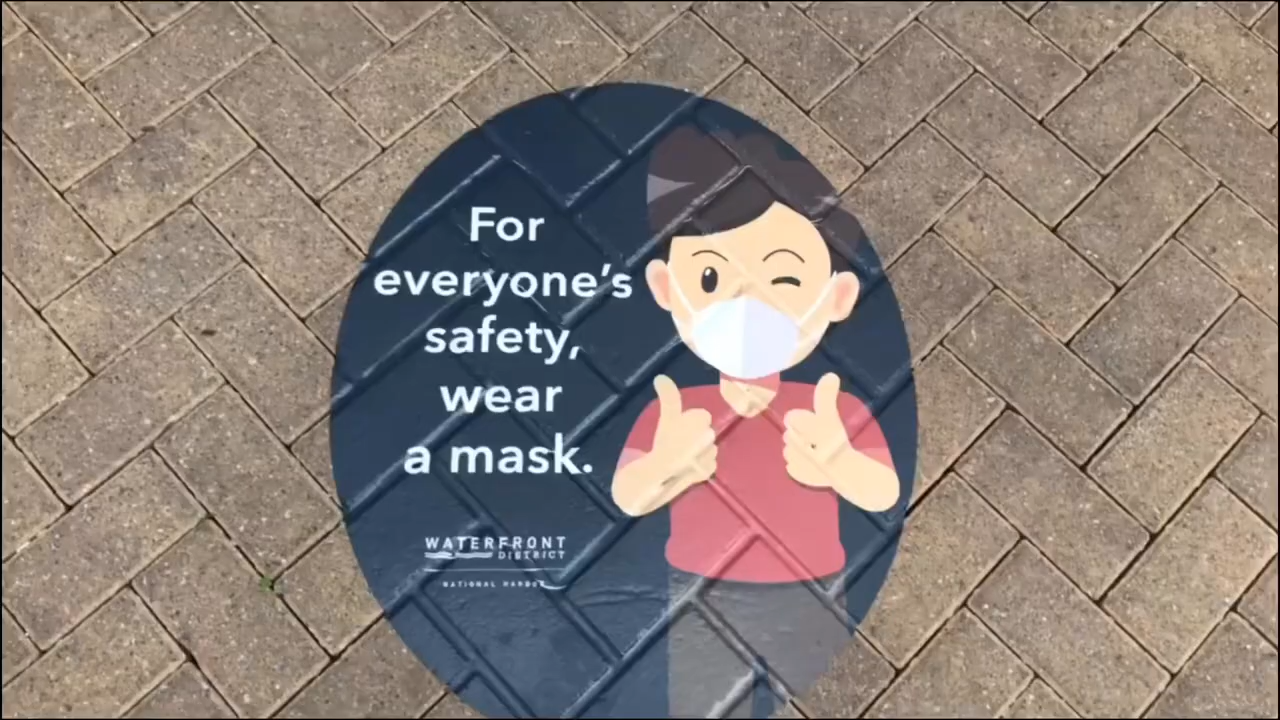 For
everyone's
safety,
wear
a mask.
WATERFRONT
DISTRICT
NATIONAL HARBOR